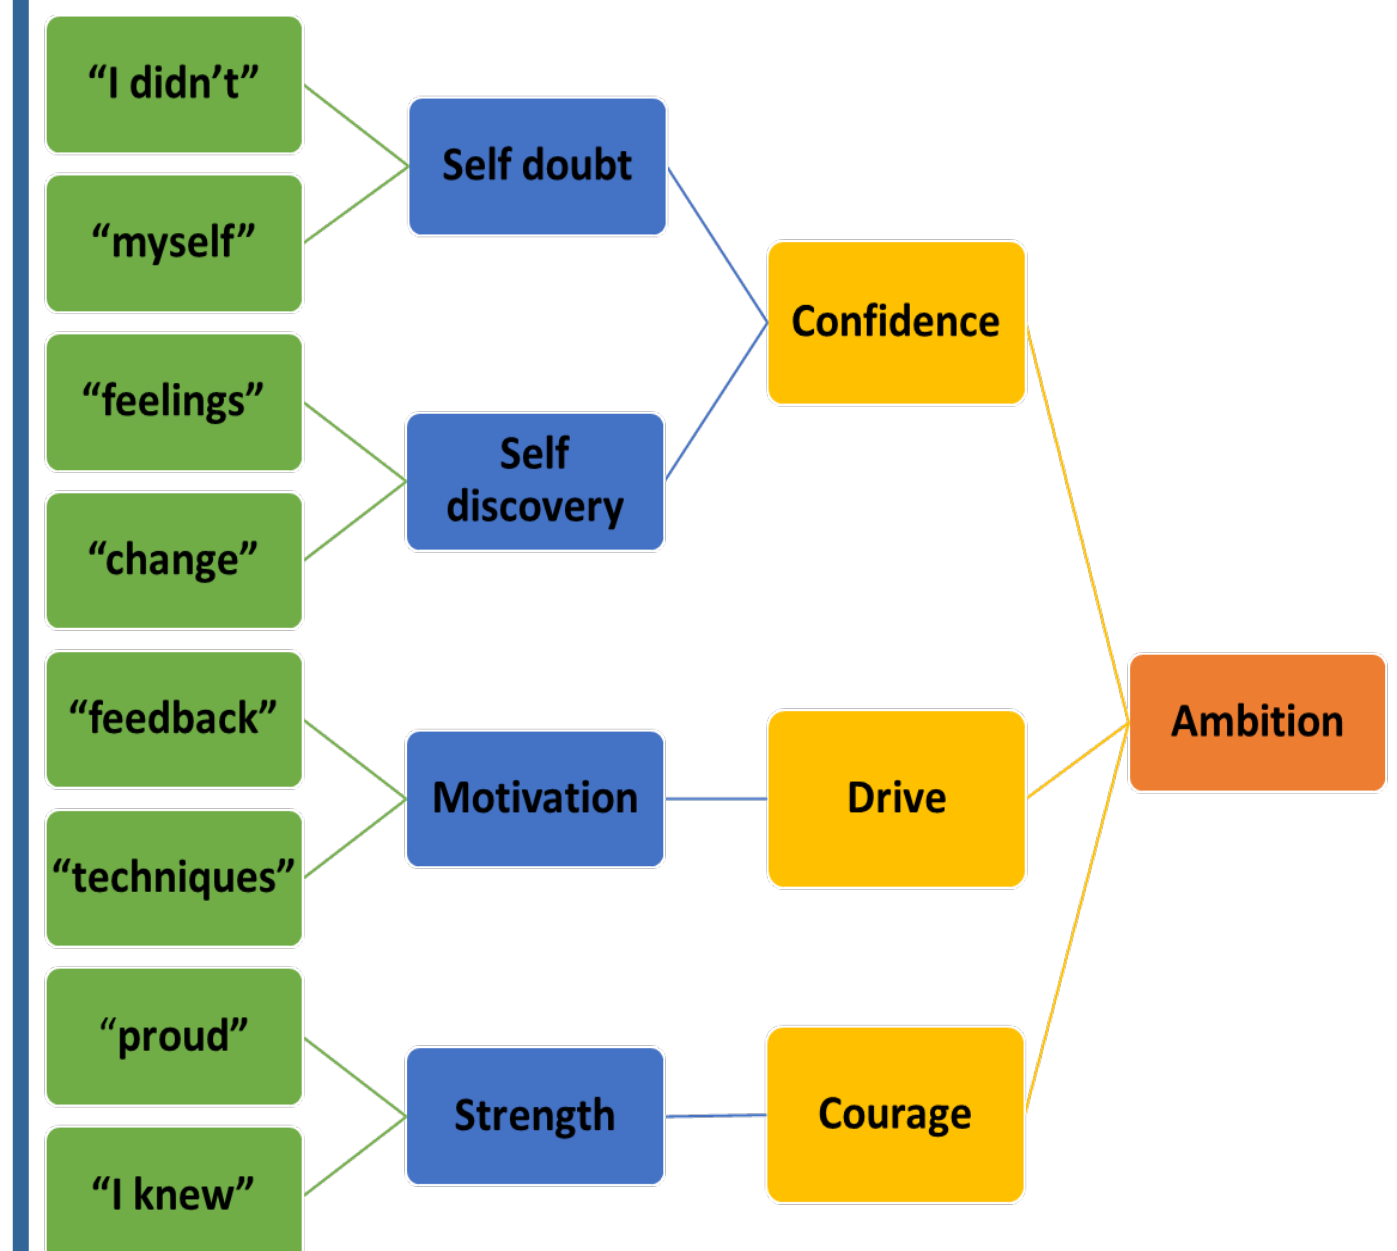 “I didn’t”
“myself”
“feelings”
“change”
“feedback”
“techniques”
“proud”
“I knew”
Self doubt
Self
discovery
Motivation
Strength
Confidence
Drive
Courage
Ambition